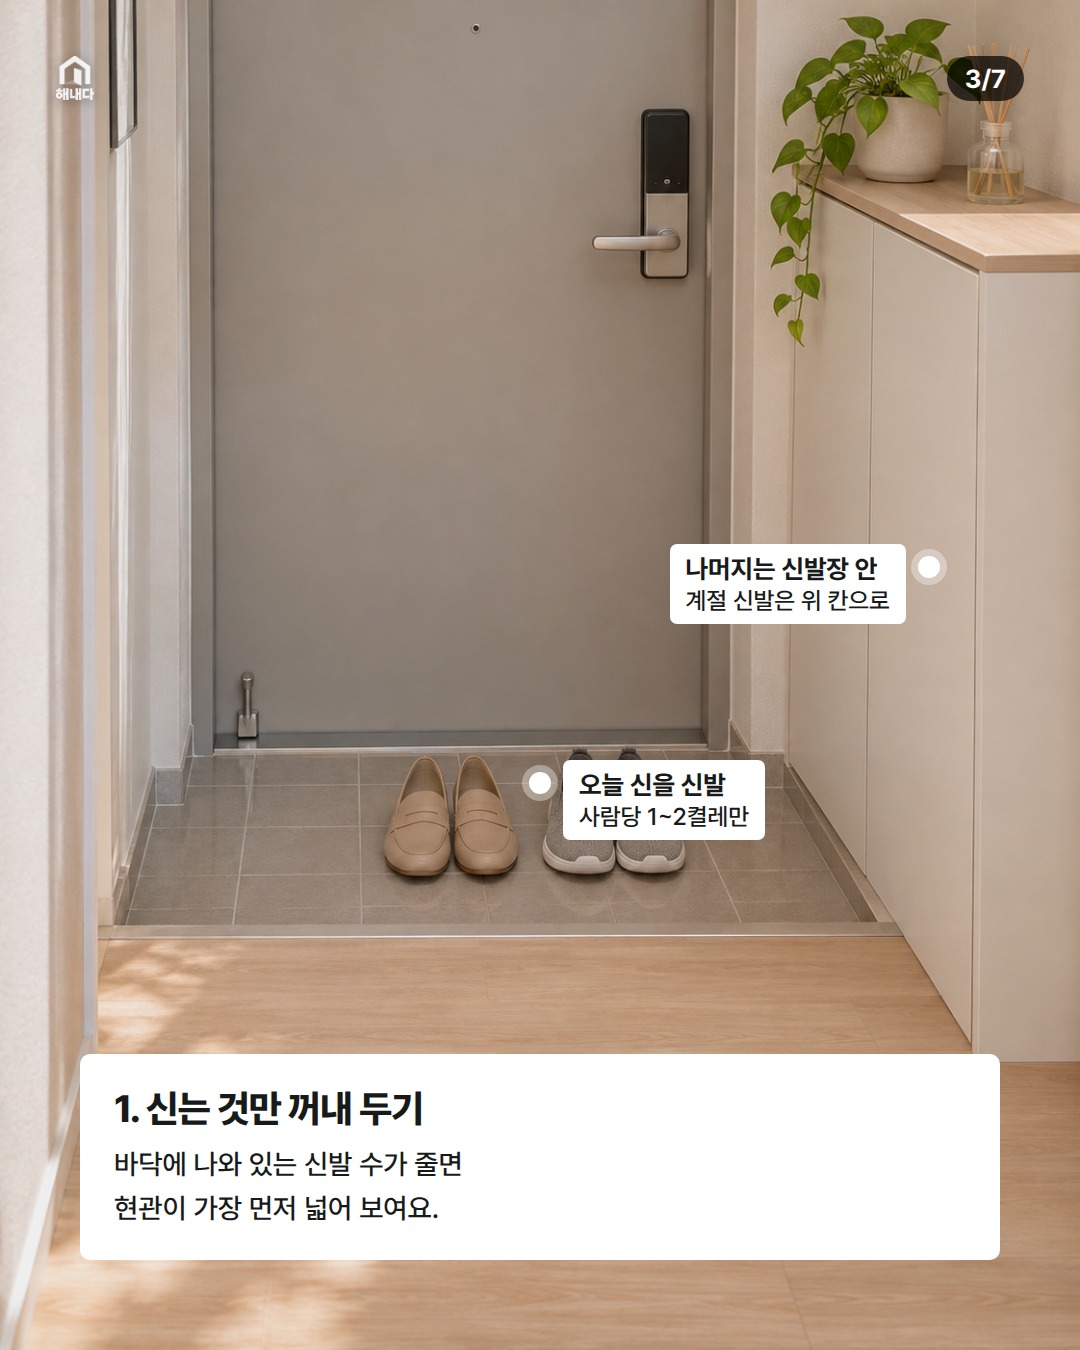 해내다
3/7
나머지는 신발장 안
계절 신발은 위 칸으로
오늘 신을 신발
사람당 1~2켤레만
1. 신는 것만 꺼내 두기
바닥에 나와 있는 신발 수가 줄면
현관이 가장 먼저 넓어 보여요.